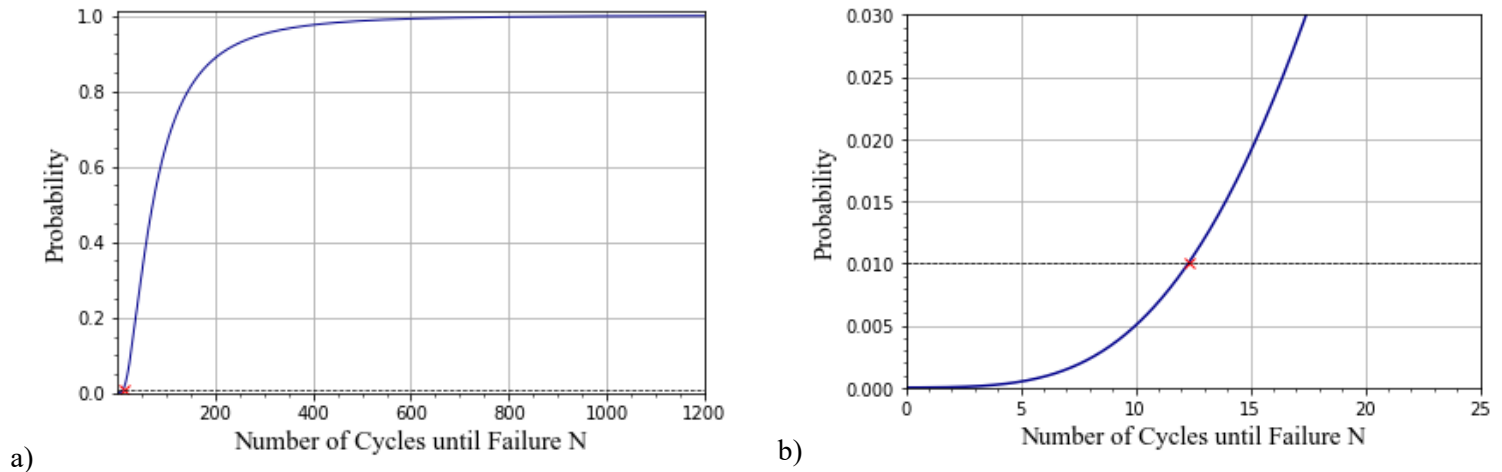 1.0
0.8
0.6
0.4
0.2
0.0
Probability
200 400 600 800 1000 1200
Number of Cycles until Failure N
a)
0.030
0.025
0.020
0.015
0.010
0.005
0.000
Probability
0 5 10 15 20 25
Number of Cycles until Failure N
b)